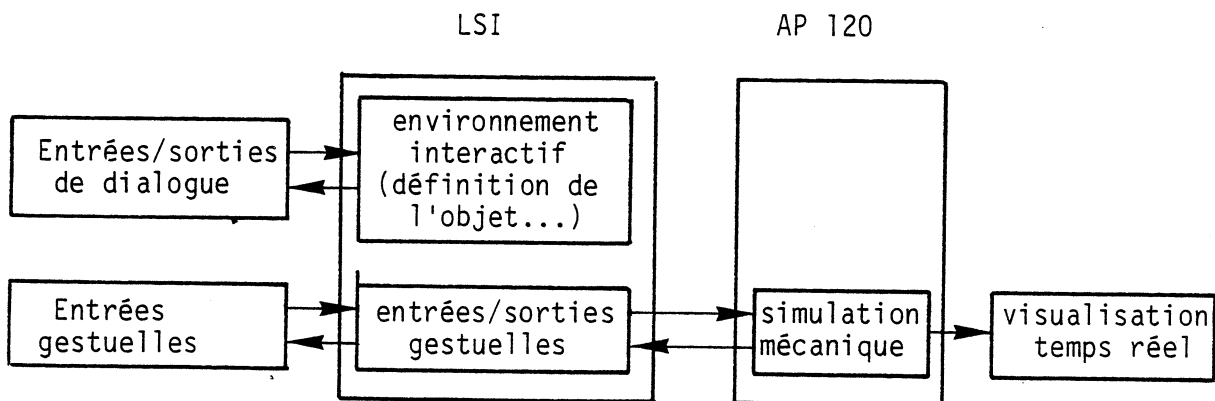 LSI
AP 120
Entrées/sorties
de dialogue
environnement
interactif
(définition de
l'objet...)
Entrées
gestuelles
entrées/sorties
gestuelles
simulation
mécanique
visualisation
temps réel